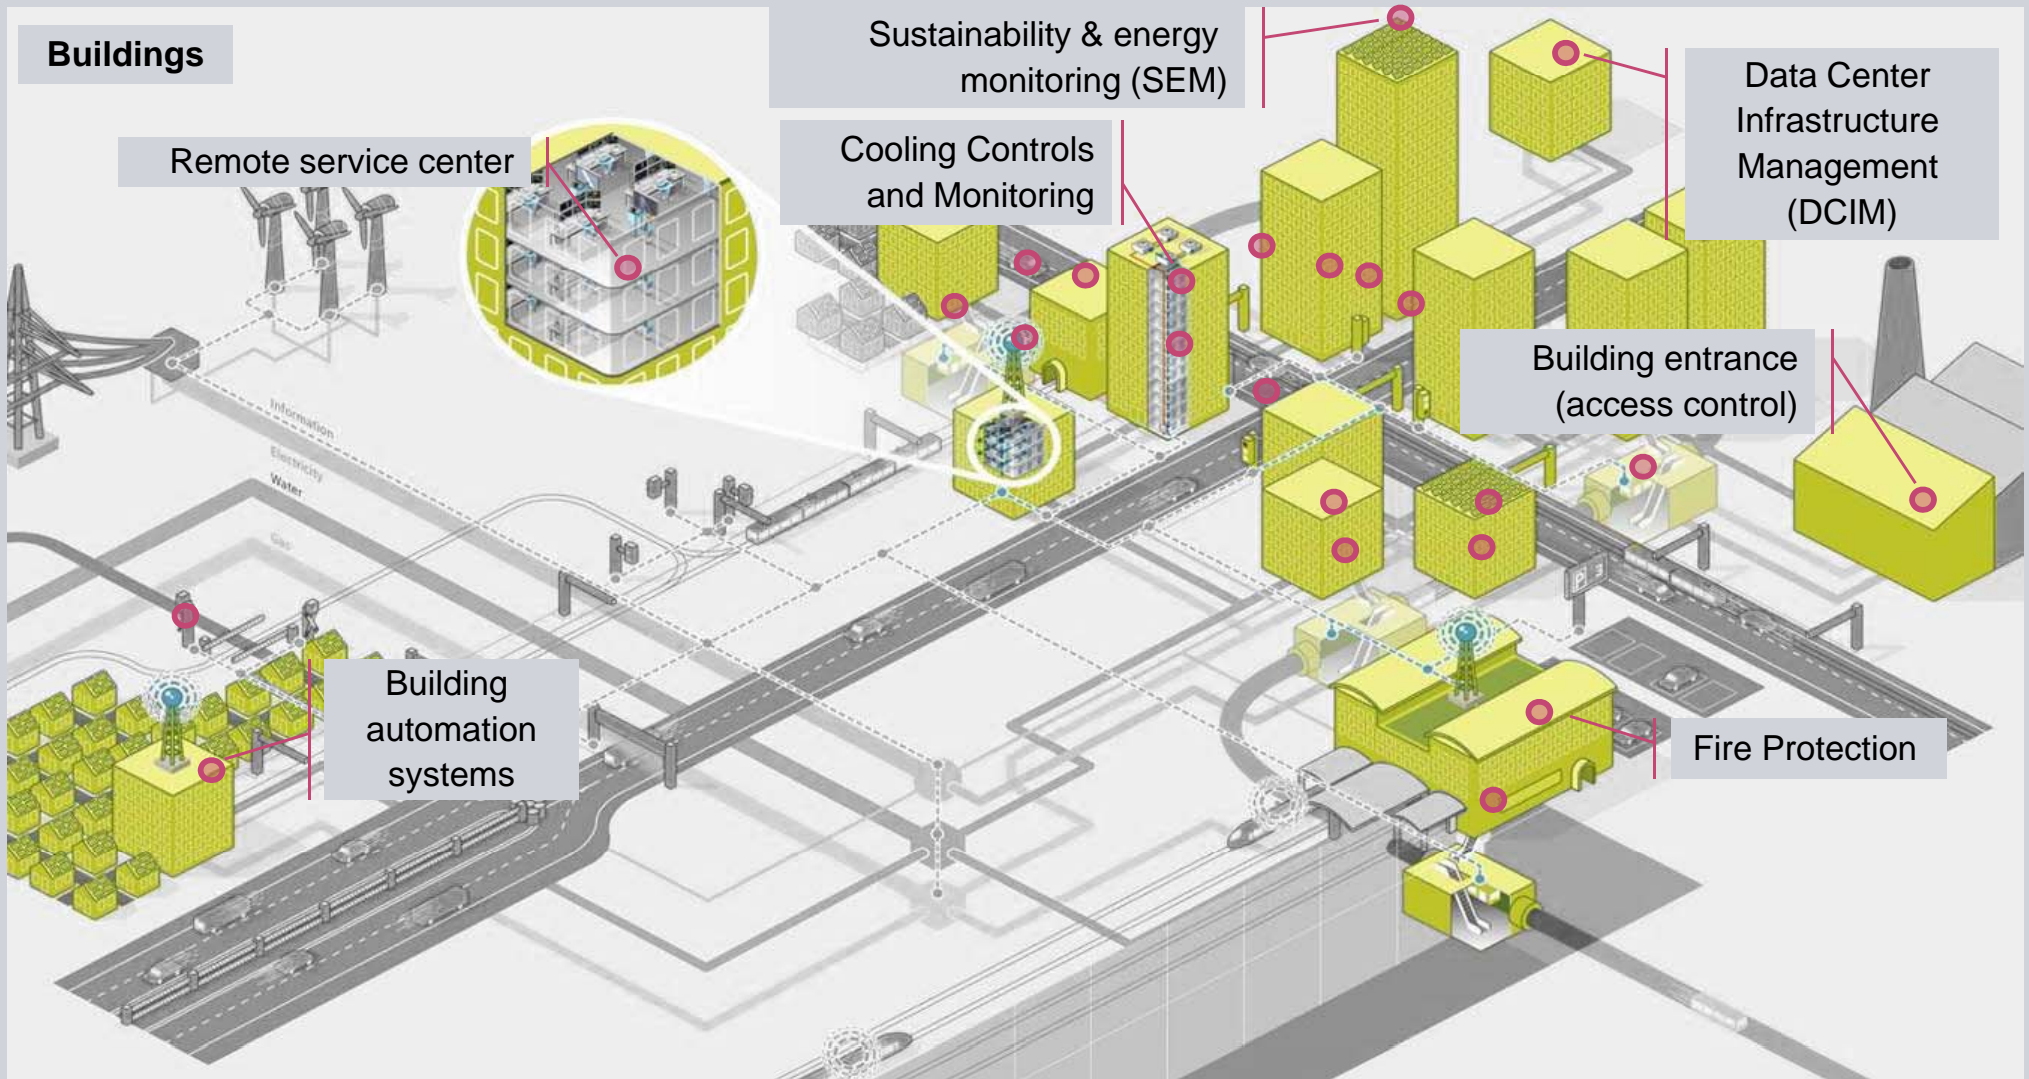 Buildings
Sustainability & energy
monitoring (SEM)
Data Center
Infrastructure
Management
(DCIM)
Remote service center
Cooling Controls
and Monitoring
Building entrance
(access control)
Information
Electricity
Water
Gas
Building
automation
systems
Fire Protection